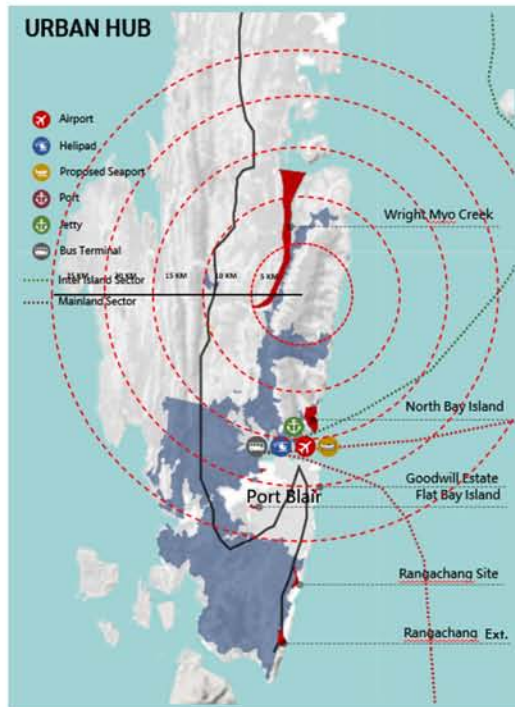 URBAN HUB
Airport
Helipad
Proposed Seaport
Port
Jetty
Bus Terminal
Inter Island Sector
Mainland Sector
20 KM
15 KM
10 KM
5 KM
Wright Myo Creek
North Bay Island
Goodwill Estate
Flat Bay Island
Port Blair
Rangachang Site
Rangachang Ext.